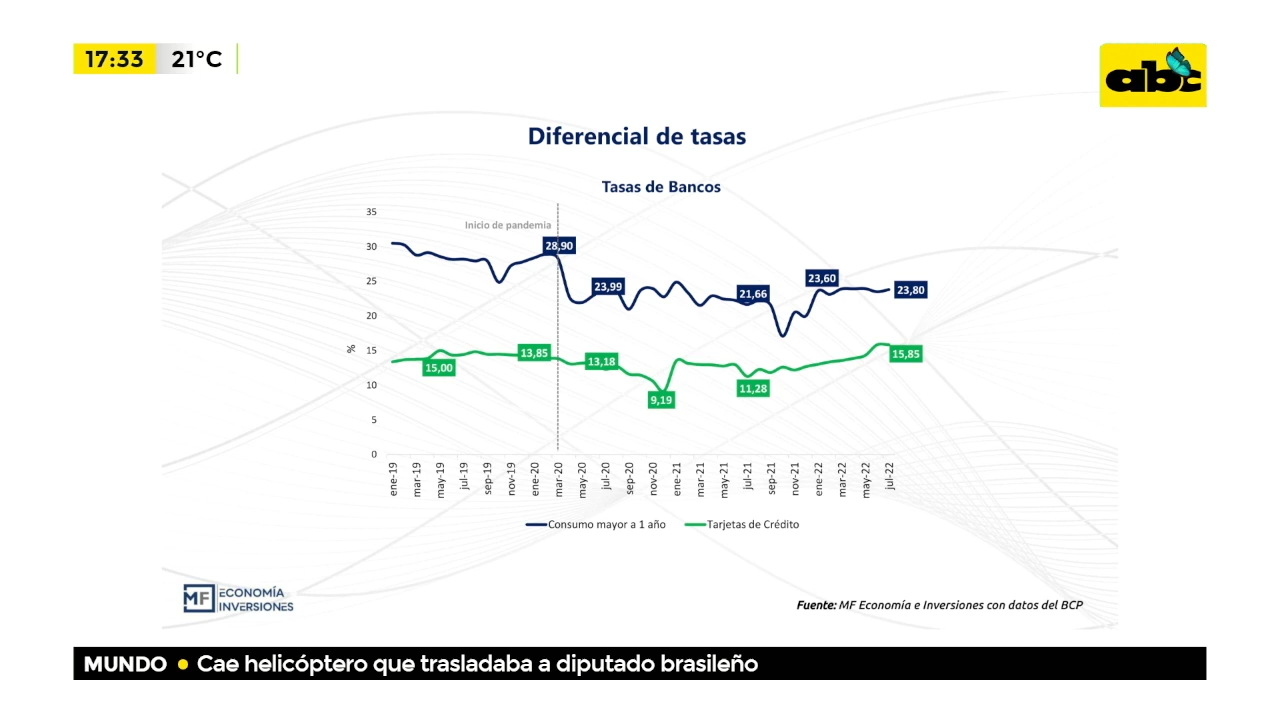 17:33 21°C
abc
Diferencial de tasas
Tasas de Bancos
35
30
25
20
15
10
5
0
%
Inicio de pandemia
28,90
23,99
21,66
23,60
23,80
15,00
13,85
13,18
9,19
11,28
15,85
ene-19
mar-19
may-19
jul-19
sep-19
nov-19
ene-20
mar-20
may-20
jul-20
sep-20
nov-20
ene-21
mar-21
may-21
jul-21
sep-21
nov-21
ene-22
mar-22
may-22
jul-22
Consumo mayor a 1 año
Tarjetas de Crédito
MF ECONOMÍA
INVERSIONES
Fuente: MF Economía e Inversiones con datos del BCP
MUNDO • Cae helicóptero que trasladaba a diputado brasileño